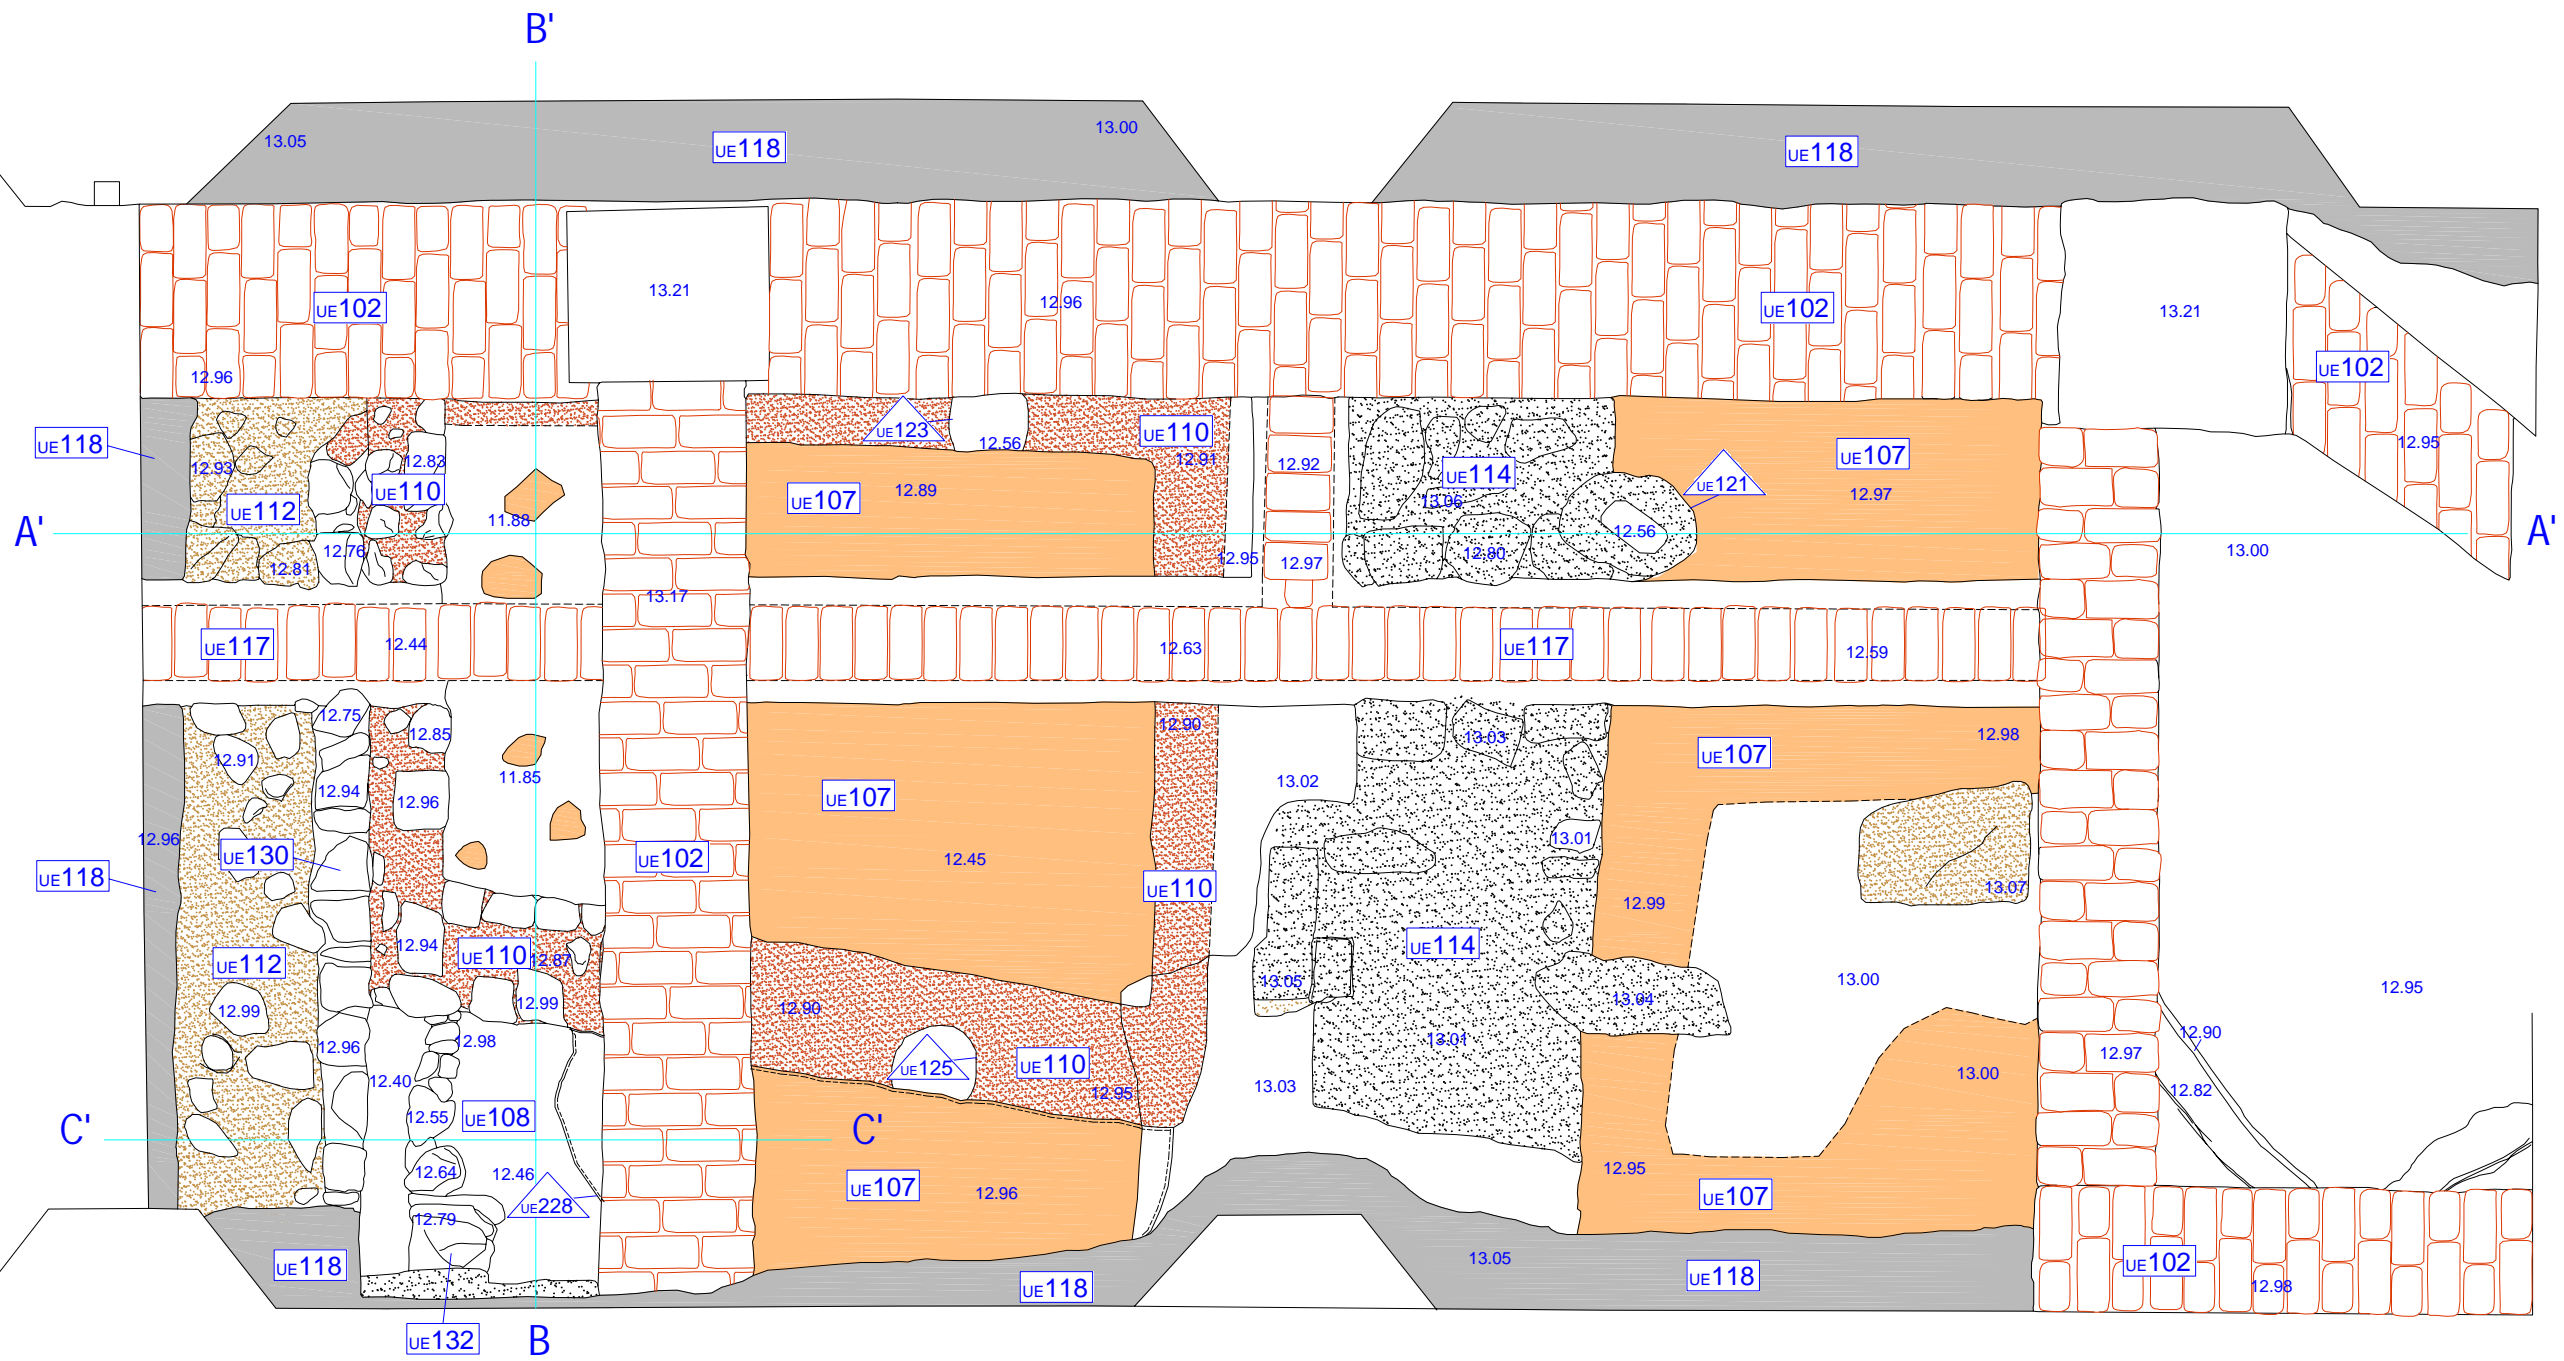 B'
13.05
13.00
UE118
UE118
13.21
12.96
UE102
UE102
13.21
UE102
12.96
UE118
UE123
12.56
UE110
12.91
12.92
UE114
13.06
UE107
12.97
12.95
12.93
12.83
UE110
UE112
11.88
UE107
12.89
UE121
12.56
A'
A'
12.76
12.81
12.95
12.97
12.80
13.00
13.17
UE117
12.44
12.63
UE117
12.59
12.75
12.85
12.90
13.03
UE107
12.98
12.91
12.94
12.96
11.85
UE107
13.02
12.96
UE130
UE118
UE102
12.45
UE110
13.01
13.07
12.99
UE112
12.94
UE110
12.87
UE114
13.05
13.04
13.00
12.95
12.99
12.99
12.90
12.96
12.98
13.01
12.90
12.97
12.40
UE125
UE110
12.95
13.03
13.00
12.82
C'
12.55
UE108
C'
12.64
12.46
UE228
UE107
12.96
12.95
UE107
12.79
UE118
UE118
13.05
UE118
UE102
12.98
UE132
B